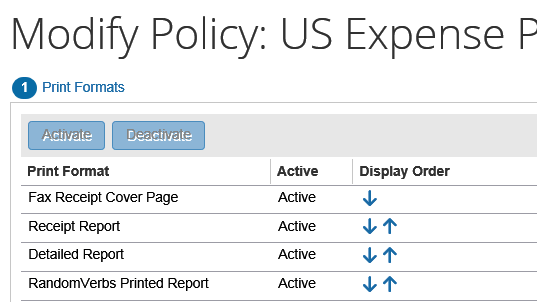 Modify Policy: US Expense P
1 Print Formats
Activate Deactivate
Print Format Active Display Order
Fax Receipt Cover Page Active
Receipt Report Active
Detailed Report Active
RandomVerbs Printed Report Active